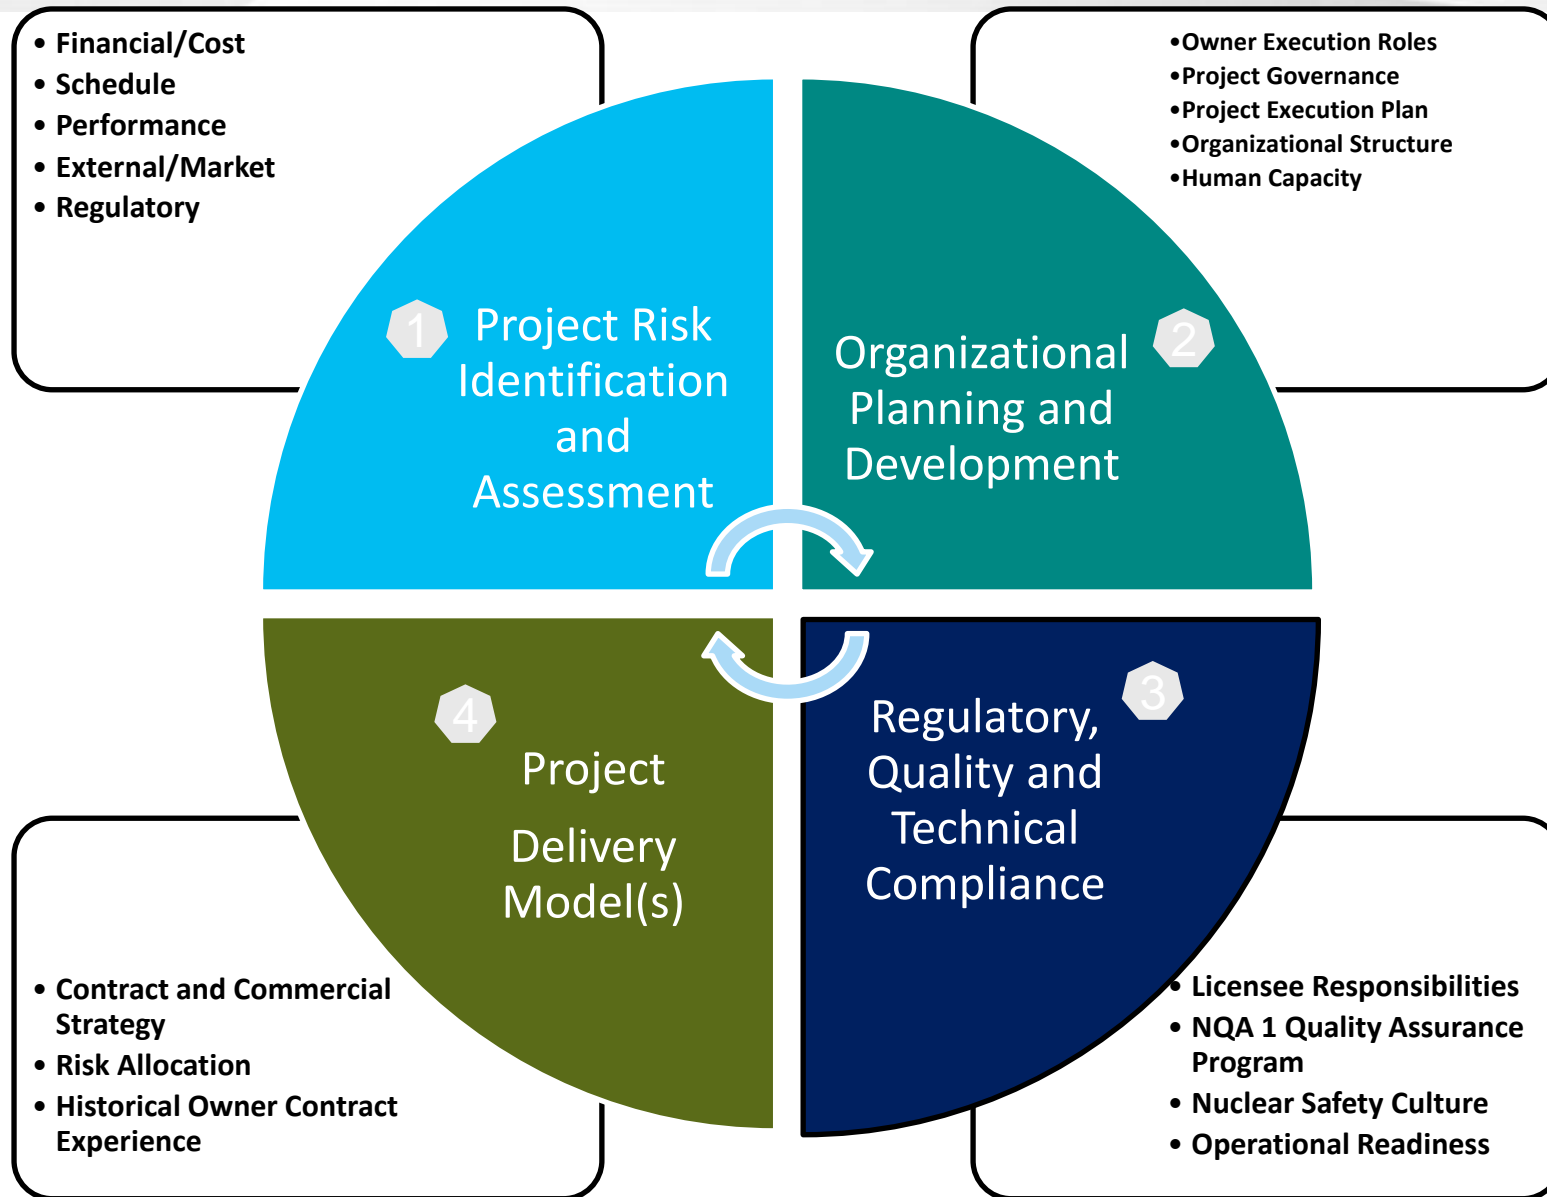 • Financial/Cost
• Schedule
• Performance
• External/Market
• Regulatory
•Owner Execution Roles
•Project Governance
•Project Execution Plan
•Organizational Structure
•Human Capacity
1
Project Risk
Identification
and
Assessment
2
Organizational
Planning and
Development
3
Regulatory,
Quality and
Technical
Compliance
4
Project
Delivery
Model(s)
• Contract and Commercial
Strategy
• Risk Allocation
• Historical Owner Contract
Experience
• Licensee Responsibilities
• NQA 1 Quality Assurance
Program
• Nuclear Safety Culture
• Operational Readiness